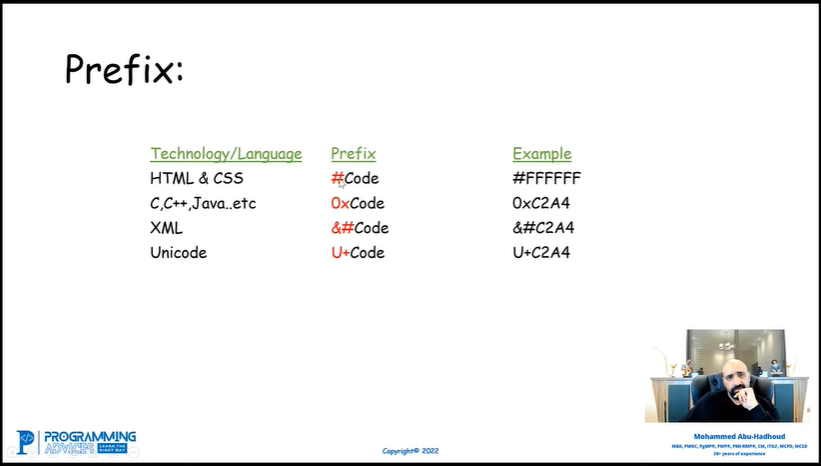 Prefix:
Technology/Language Prefix Example
HTML & CSS #Code #FFFFFF
C,C++,Java..etc 0xCode 0xC2A4
XML &#Code &#C2A4
Unicode U+Code U+C2A4
PROGRAMMING
ADVICES LEARN THE RIGHT WAY
Copyright© 2022
Mohammed Abu-Hadhoud
MBA, PMOC, PgMP®, PMP®, PMI-RMP®, CM, ITILF, MCPD, MCSD
26+ years of experience